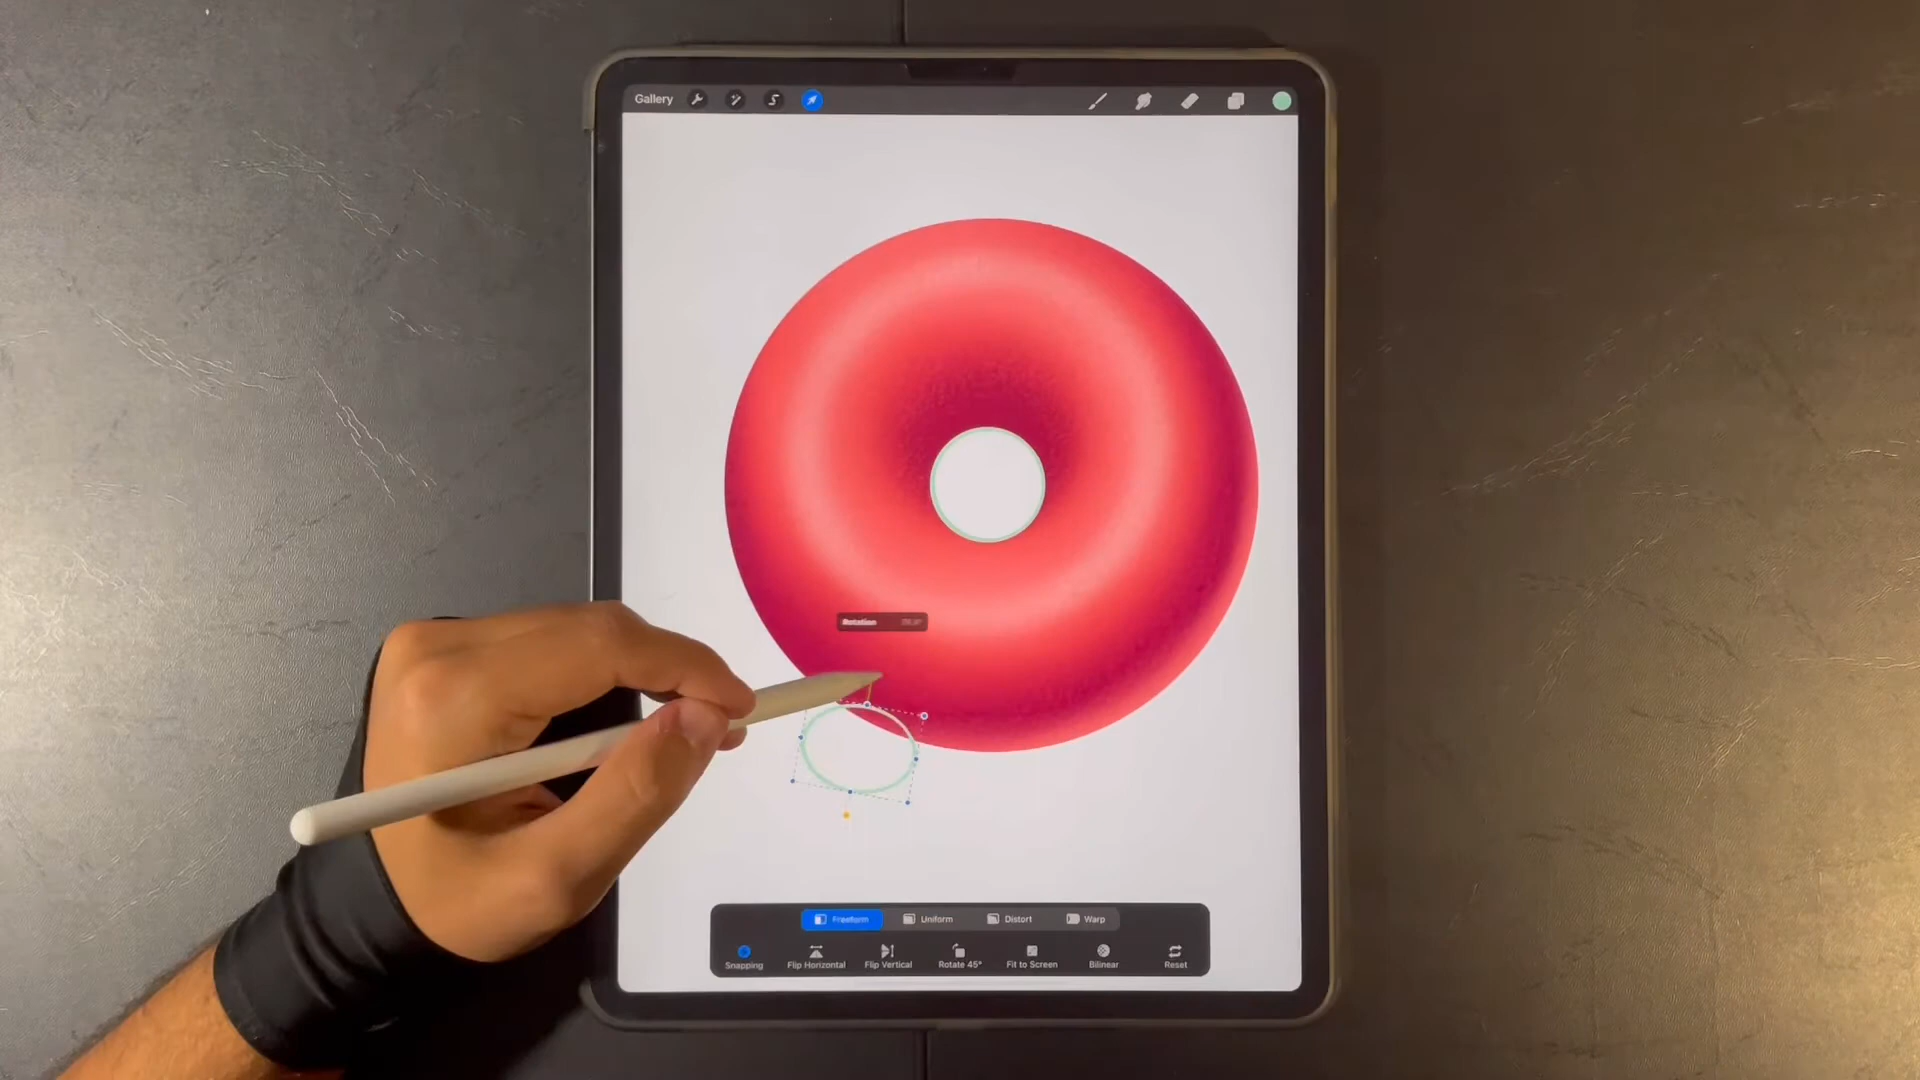 Gallery
Rotation
Freeform Uniform Distort Warp
Snapping Flip Horizontal Flip Vertical Rotate 45° Fit to Screen Bilinear Reset